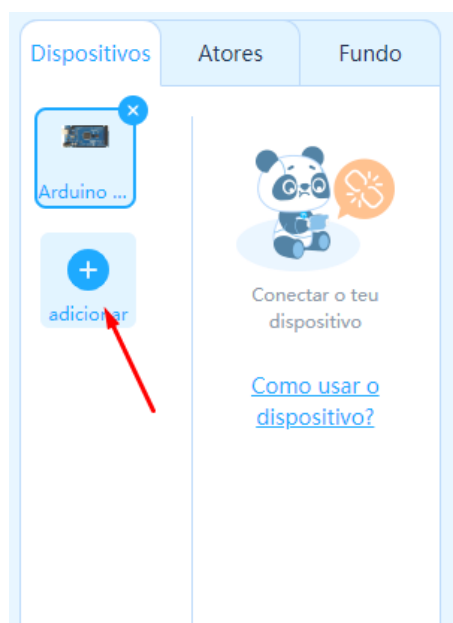 Dispositivos
Atores
Fundo
Arduino ...
adicionar
Conectar o teu
dispositivo
Como usar o
dispositivo?